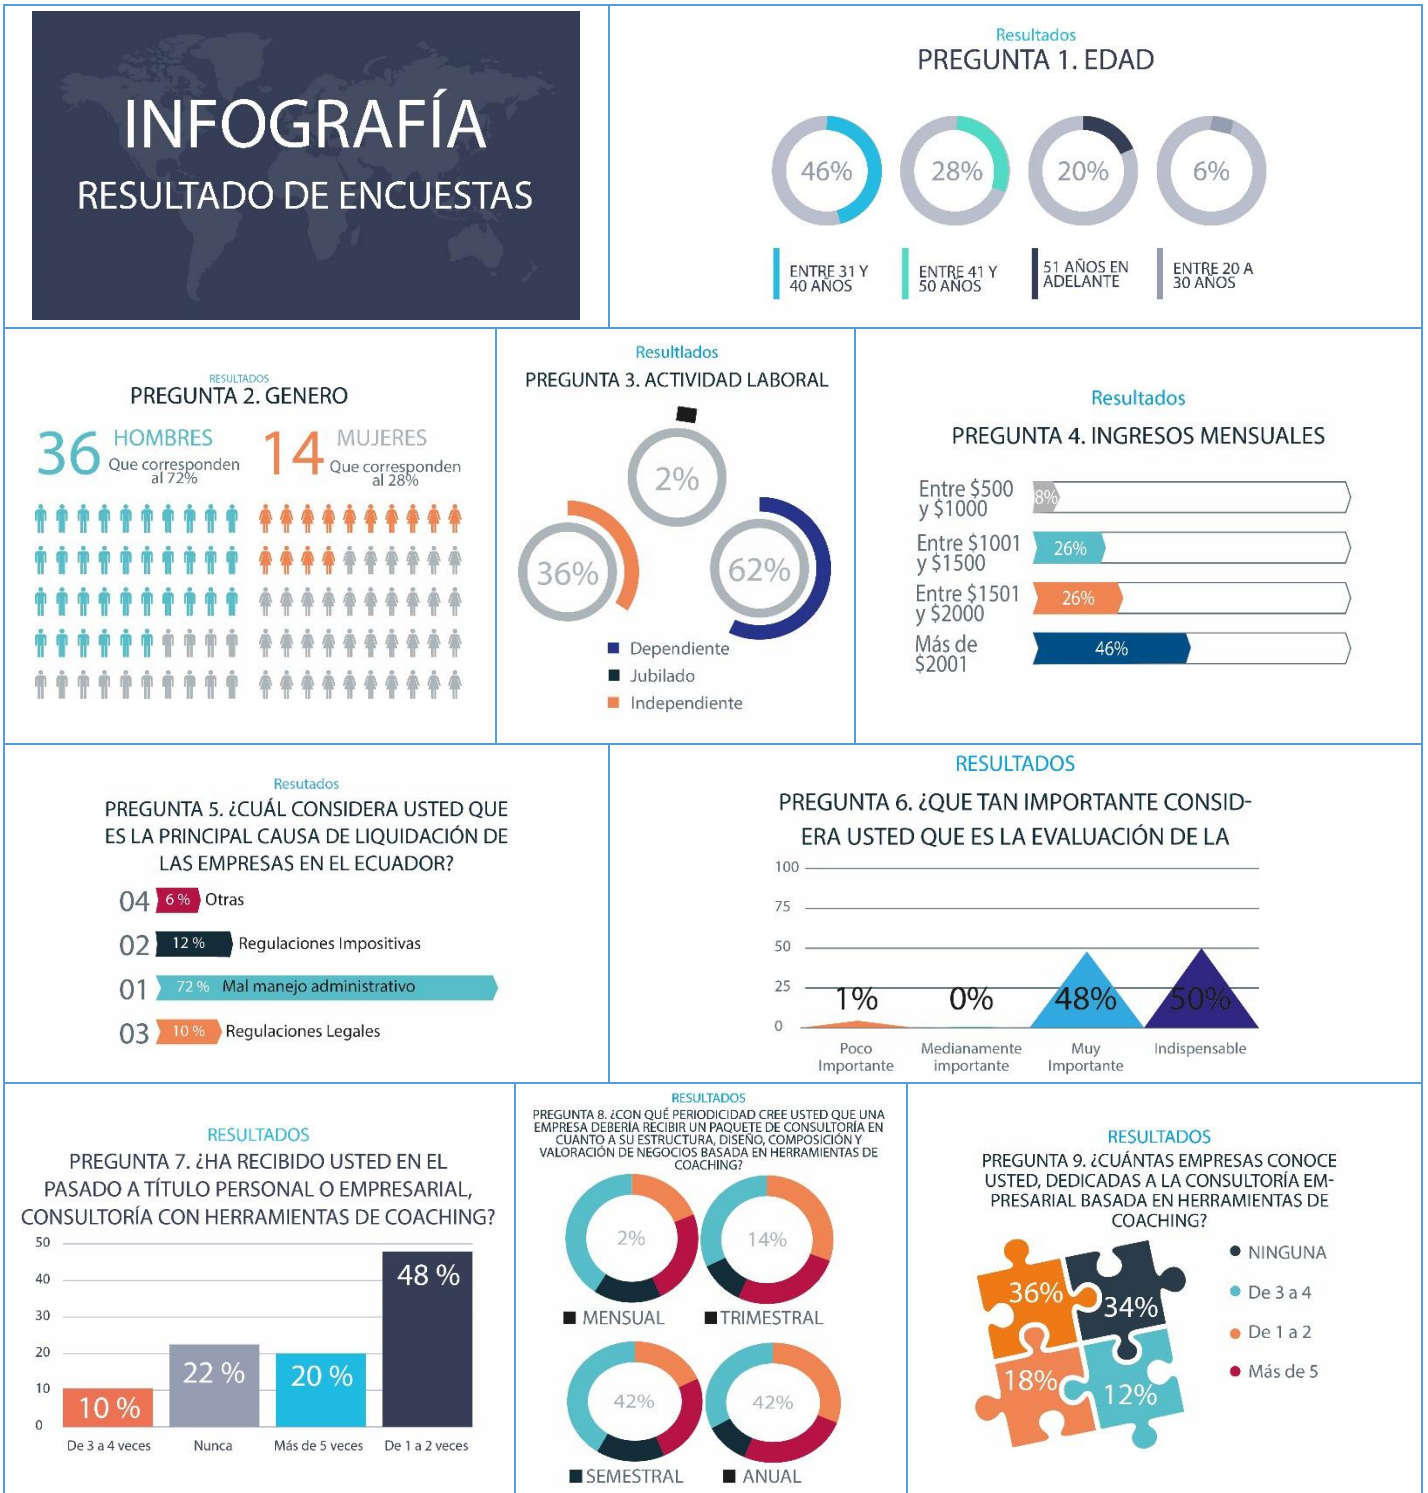 INFOGRAFÍA
RESULTADO DE ENCUESTAS
Resultados
PREGUNTA 1. EDAD
46%
28%
20%
6%
ENTRE 31 Y
40 AÑOS
ENTRE 41 Y
50 AÑOS
51 AÑOS EN
ADELANTE
ENTRE 20 A
30 AÑOS
RESULTADOS
PREGUNTA 2. GENERO
36
HOMBRES
Que corresponden
al 72%
14
MUJERES
Que corresponden
al 28%
Resultlados
PREGUNTA 3. ACTIVIDAD LABORAL
2%
36%
62%
Dependiente
Jubilado
Independiente
Resultados
PREGUNTA 4. INGRESOS MENSUALES
Entre $500
y $1000
8%
Entre $1001
y $1500
26%
Entre $1501
y $2000
26%
Más de
$2001
46%
Resutados
PREGUNTA 5. ¿CUÁL CONSIDERA USTED QUE
ES LA PRINCIPAL CAUSA DE LIQUIDACIÓN DE
LAS EMPRESAS EN EL ECUADOR?
04 6 % Otras
02 12 % Regulaciones Impositivas
01 72 % Mal manejo administrativo
03 10 % Regulaciones Legales
RESULTADOS
PREGUNTA 6. ¿QUE TAN IMPORTANTE CONSID-
ERA USTED QUE ES LA EVALUACIÓN DE LA
100
75
50
25
0
1%
0%
48%
50%
Poco
Importante
Medianamente
importante
Muy
Importante
Indispensable
RESULTADOS
PREGUNTA 7. ¿HA RECIBIDO USTED EN EL
PASADO A TÍTULO PERSONAL O EMPRESARIAL,
CONSULTORÍA CON HERRAMIENTAS DE COACHING?
50
40
30
20
10
0
10 %
22 %
20 %
48 %
De 3 a 4 veces
Nunca
Más de 5 veces
De 1 a 2 veces
RESULTADOS
PREGUNTA 8. ¿CON QUÉ PERIODICIDAD CREE USTED QUE UNA
EMPRESA DEBERÍA RECIBIR UN PAQUETE DE CONSULTORÍA EN
CUANTO A SU ESTRUCTURA, DISEÑO, COMPOSICIÓN Y
VALORACIÓN DE NEGOCIOS BASADA EN HERRAMIENTAS DE
COACHING?
2%
14%
MENSUAL
TRIMESTRAL
42%
42%
SEMESTRAL
ANUAL
RESULTADOS
PREGUNTA 9. ¿CUÁNTAS EMPRESAS CONOCE
USTED, DEDICADAS A LA CONSULTORÍA EM-
PRESARIAL BASADA EN HERRAMIENTAS DE
COACHING?
36%
34%
18%
12%
NINGUNA
De 3 a 4
De 1 a 2
Más de 5